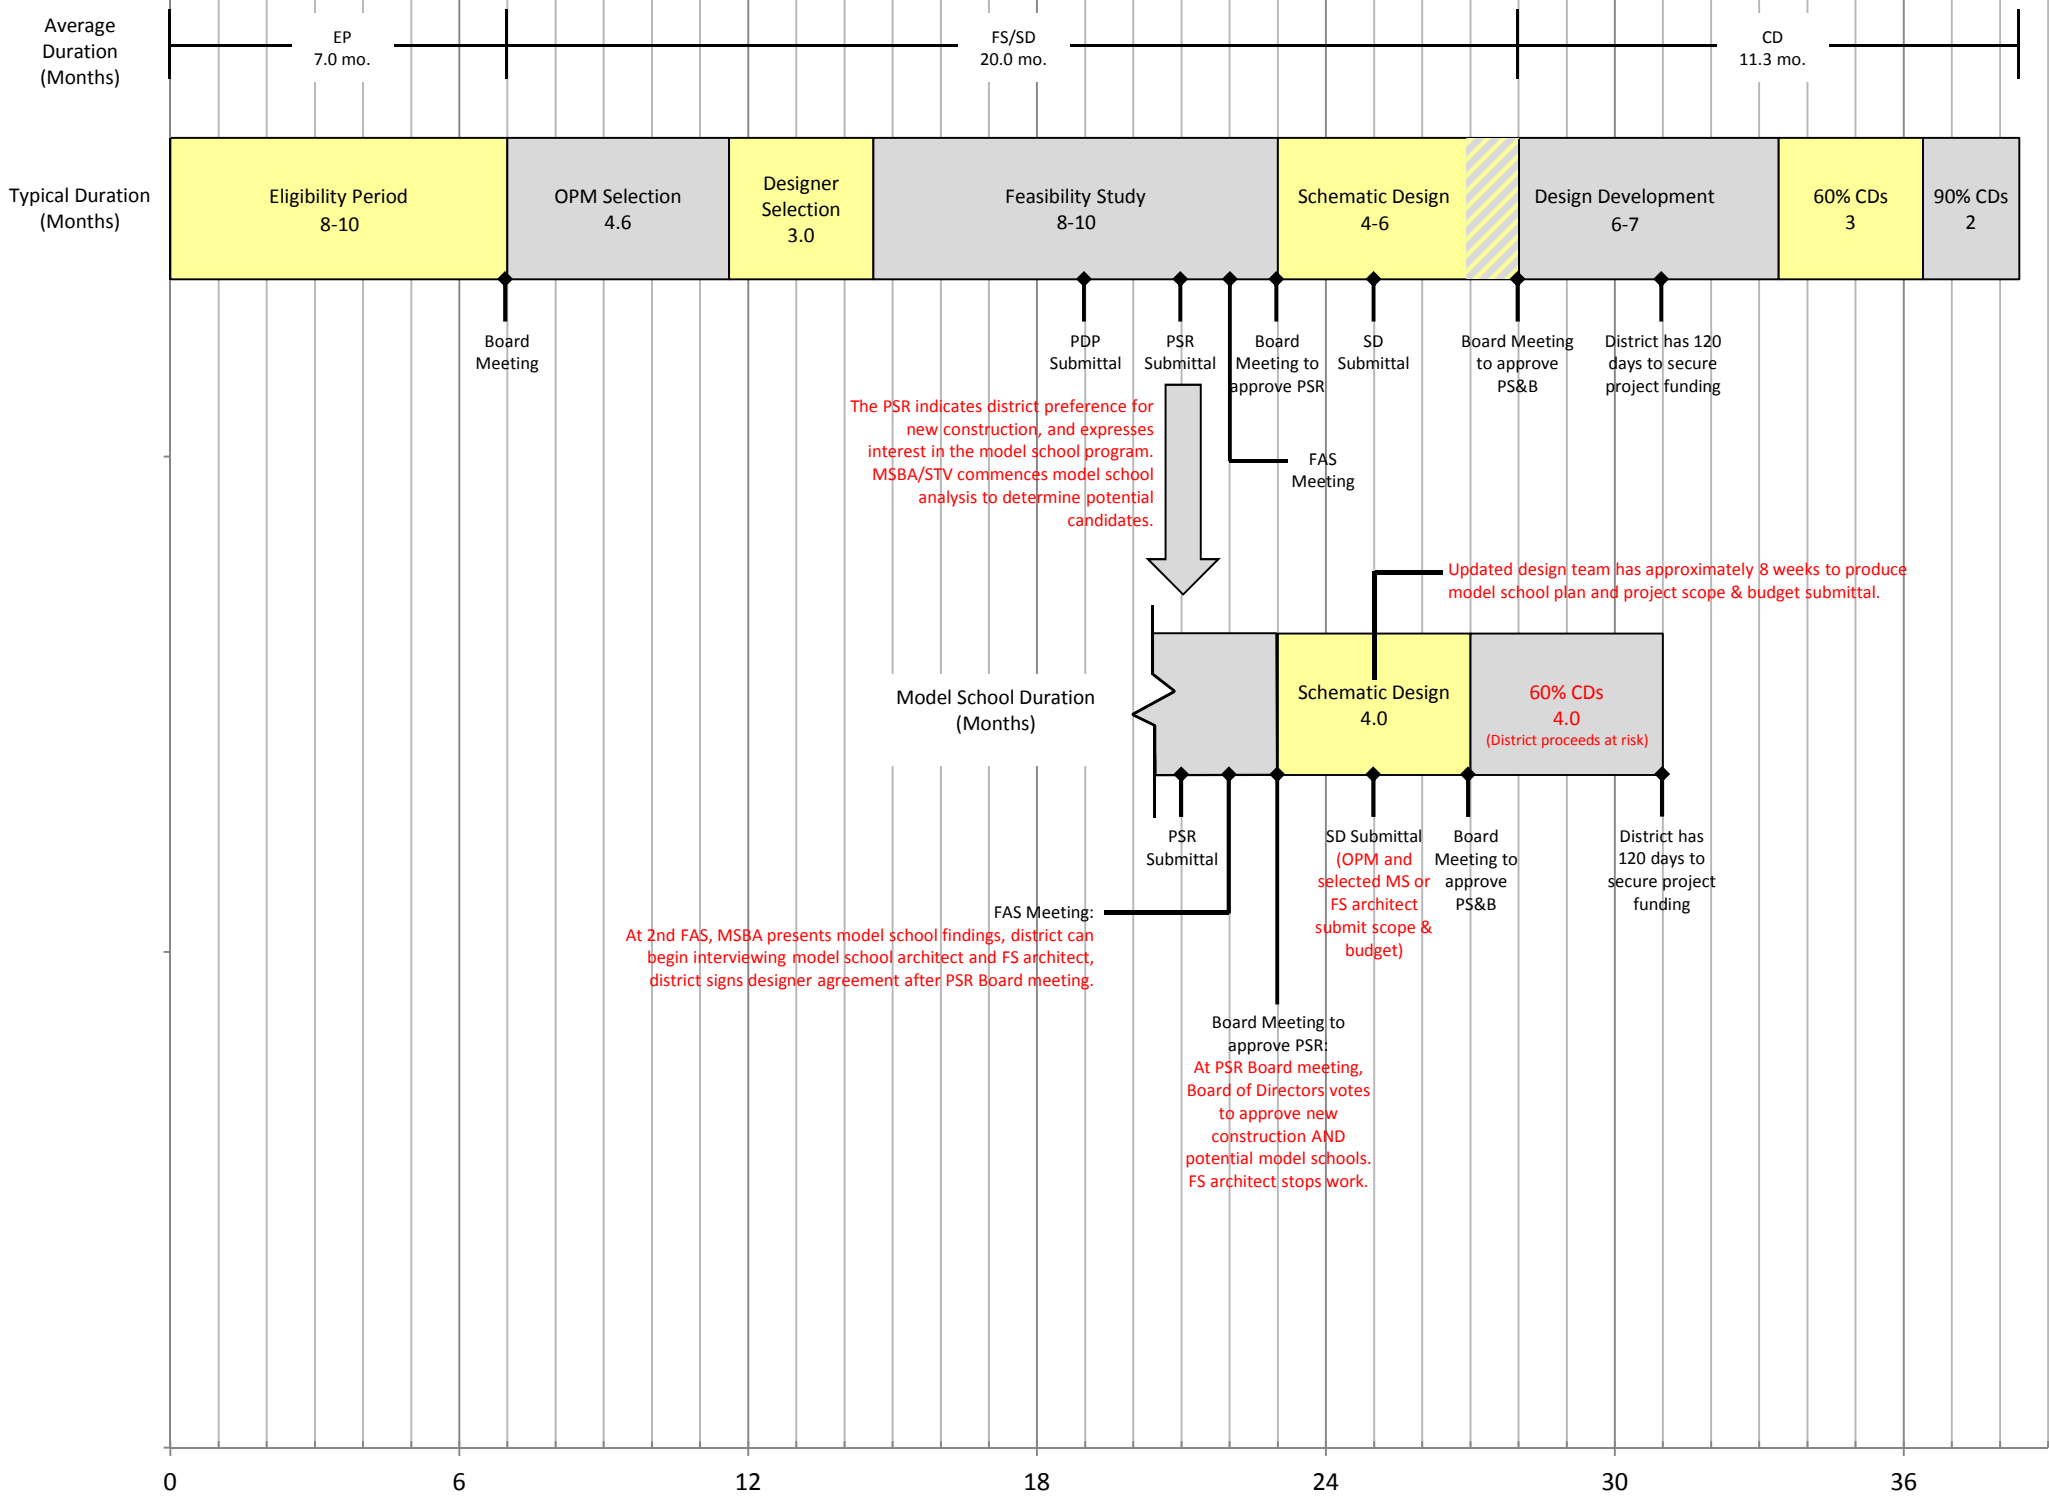 Average
Duration
(Months)
EP
7.0 mo.
FS/SD
20.0 mo.
CD
11.3 mo.
Typical Duration
(Months)
Eligibility Period
8-10
OPM Selection
4.6
Designer
Selection
3.0
Feasibility Study
8-10
Schematic Design
4-6
Design Development
6-7
60% CDs
3
90% CDs
2
Board
Meeting
PDP
Submittal
PSR
Submittal
Board
Meeting to
approve PSR
SD
Submittal
Board Meeting
to approve
PS&B
District has 120
days to secure
project funding
The PSR indicates district preference for
new construction, and expresses
interest in the model school program.
MSBA/STV commences model school
analysis to determine potential
candidates.
FAS
Meeting
Updated design team has approximately 8 weeks to produce
model school plan and project scope & budget submittal.
Model School Duration
(Months)
Schematic Design
4.0
60% CDs
4.0
(District proceeds at risk)
PSR
Submittal
SD Submittal
(OPM and
selected MS or
FS architect
submit scope &
budget)
Board
Meeting to
approve
PS&B
District has
120 days to
secure project
funding
FAS Meeting:
At 2nd FAS, MSBA presents model school findings, district can
begin interviewing model school architect and FS architect,
district signs designer agreement after PSR Board meeting.
Board Meeting to
approve PSR:
At PSR Board meeting,
Board of Directors votes
to approve new
construction AND
potential model schools.
FS architect stops work.
0
6
12
18
24
30
36